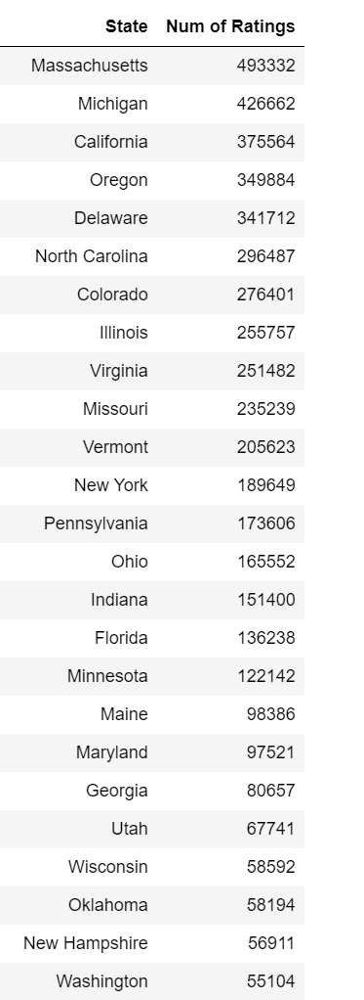 State Num of Ratings
Massachusetts 493332
Michigan 426662
California 375564
Oregon 349884
Delaware 341712
North Carolina 296487
Colorado 276401
Illinois 255757
Virginia 251482
Missouri 235239
Vermont 205623
New York 189649
Pennsylvania 173606
Ohio 165552
Indiana 151400
Florida 136238
Minnesota 122142
Maine 98386
Maryland 97521
Georgia 80657
Utah 67741
Wisconsin 58592
Oklahoma 58194
New Hampshire 56911
Washington 55104